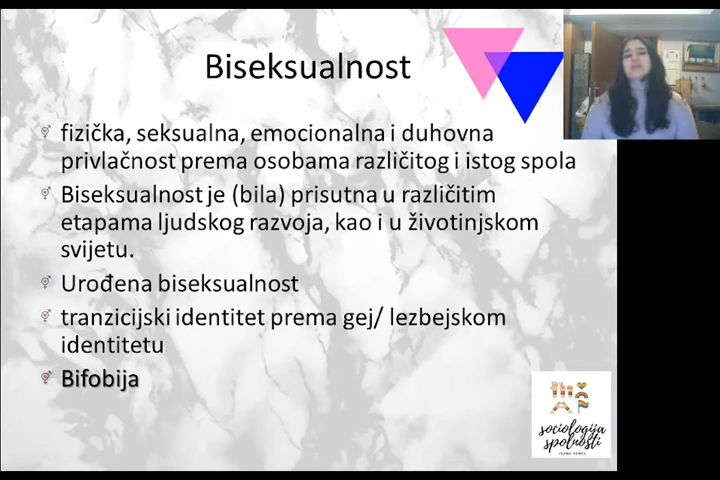 Biseksualnost
fizička, seksualna, emocionalna i duhovna
privlačnost prema osobama različitog i istog spola
Biseksualnost je (bila) prisutna u različitim
etapama ljudskog razvoja, kao i u životinjskom
svijetu.
Urođena biseksualnost
tranzicijski identitet prema gej/ lezbejskom
identitetu
Bifobija
sociologija
spolnosti